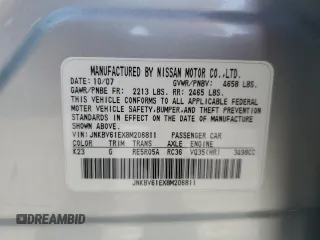 MANUFACTURED BY NISSAN MOTOR CO.,LTD.
DATE: 10/07 GVWR/PNBV: 4658 LBS.
GAWR/PNBE FR: 2213 LBS. RR: 2465 LBS.
THIS VEHICLE CONFORMS TO ALL APPLICABLE
FEDERAL MOTOR VEHICLE SAFETY,BUMPER,AND THEFT
PREVENTION STANDARDS
IN EFFECT ON THE DATE OF MANUFACTURE
SHOWN ABOVE.
VIN:JNKBV61EX8M208811 PASSENGER CAR
COLOR TRIM TRANS AXLE ENGINE
K23 G RE5R05A RC36 VQ35(HR) 3498CC
JNKBV61EX8M208811
DREAMBID